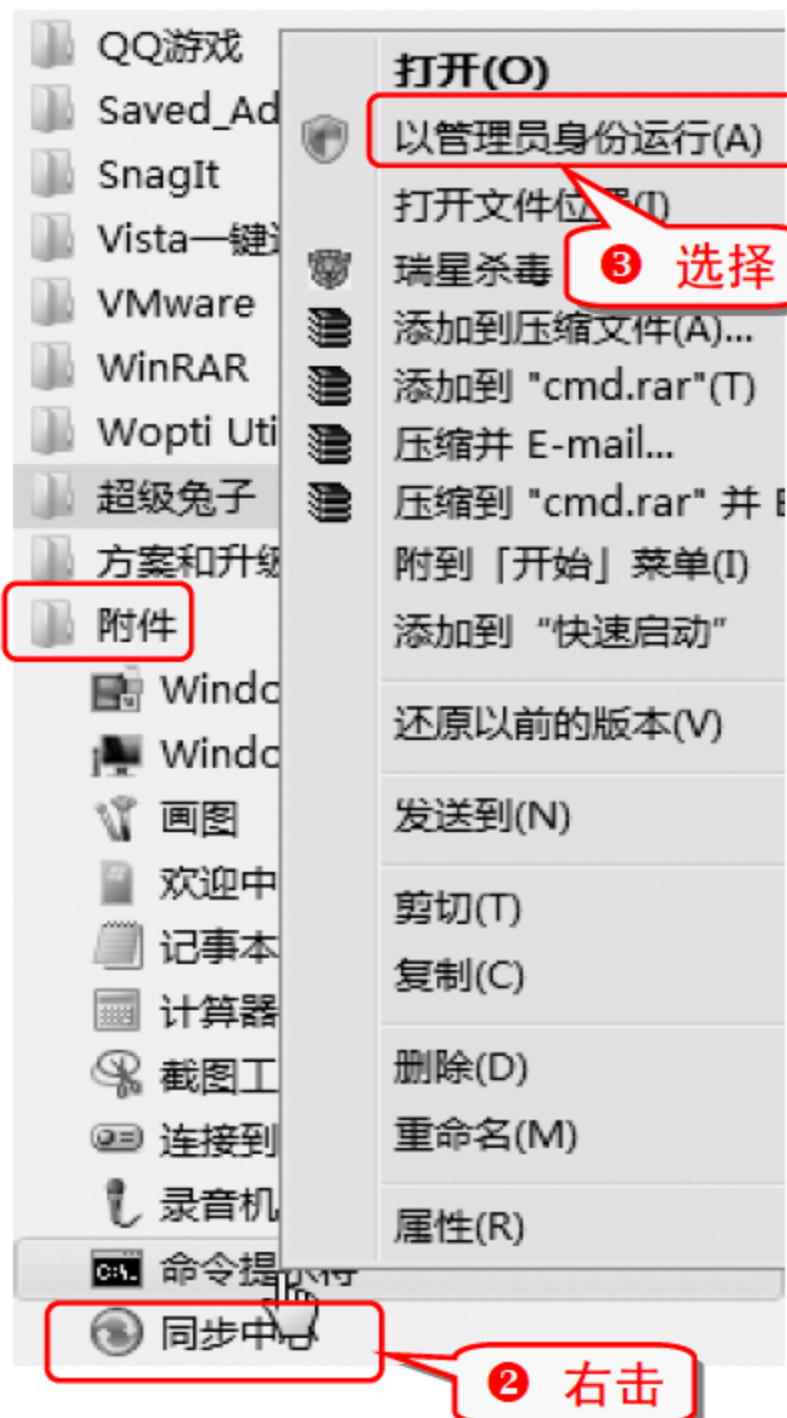 QQ游戏
Saved_Ad
SnagIt
Vista一键
VMware
WinRAR
Wopti Uti
超级兔子
方案和升级
附件
Windo
Windo
画图
欢迎中
记事本
计算器
截图工
连接到
录音机
命令提示符
同步中心
打开(O)
以管理员身份运行(A)
打开文件位置(I)
瑞星杀毒
添加到压缩文件(A)...
添加到 "cmd.rar"(T)
压缩并 E-mail...
压缩到 "cmd.rar" 并 E
附到「开始」菜单(I)
添加到 “快速启动”
还原以前的版本(V)
发送到(N)
剪切(T)
复制(C)
删除(D)
重命名(M)
属性(R)
❸ 选择
❷ 右击